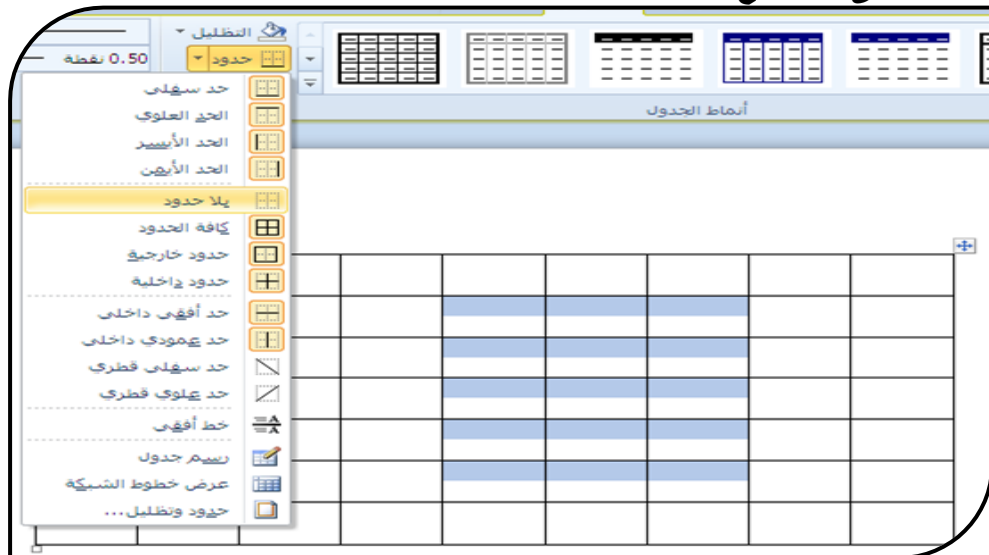 التظليل
حدود
0.50 نقطة
أنماط الجدول
حد سفلي
الحد العلوي
الحد الأيسر
الحد الأيمن
بلا حدود
كافة الحدود
حدود خارجية
حدود داخلية
حد أفقي داخلي
حد عمودي داخلي
حد سفلي قطري
حد علوي قطري
خط أفقي
رسم جدول
عرض خطوط الشبكة
حدود وتظليل...